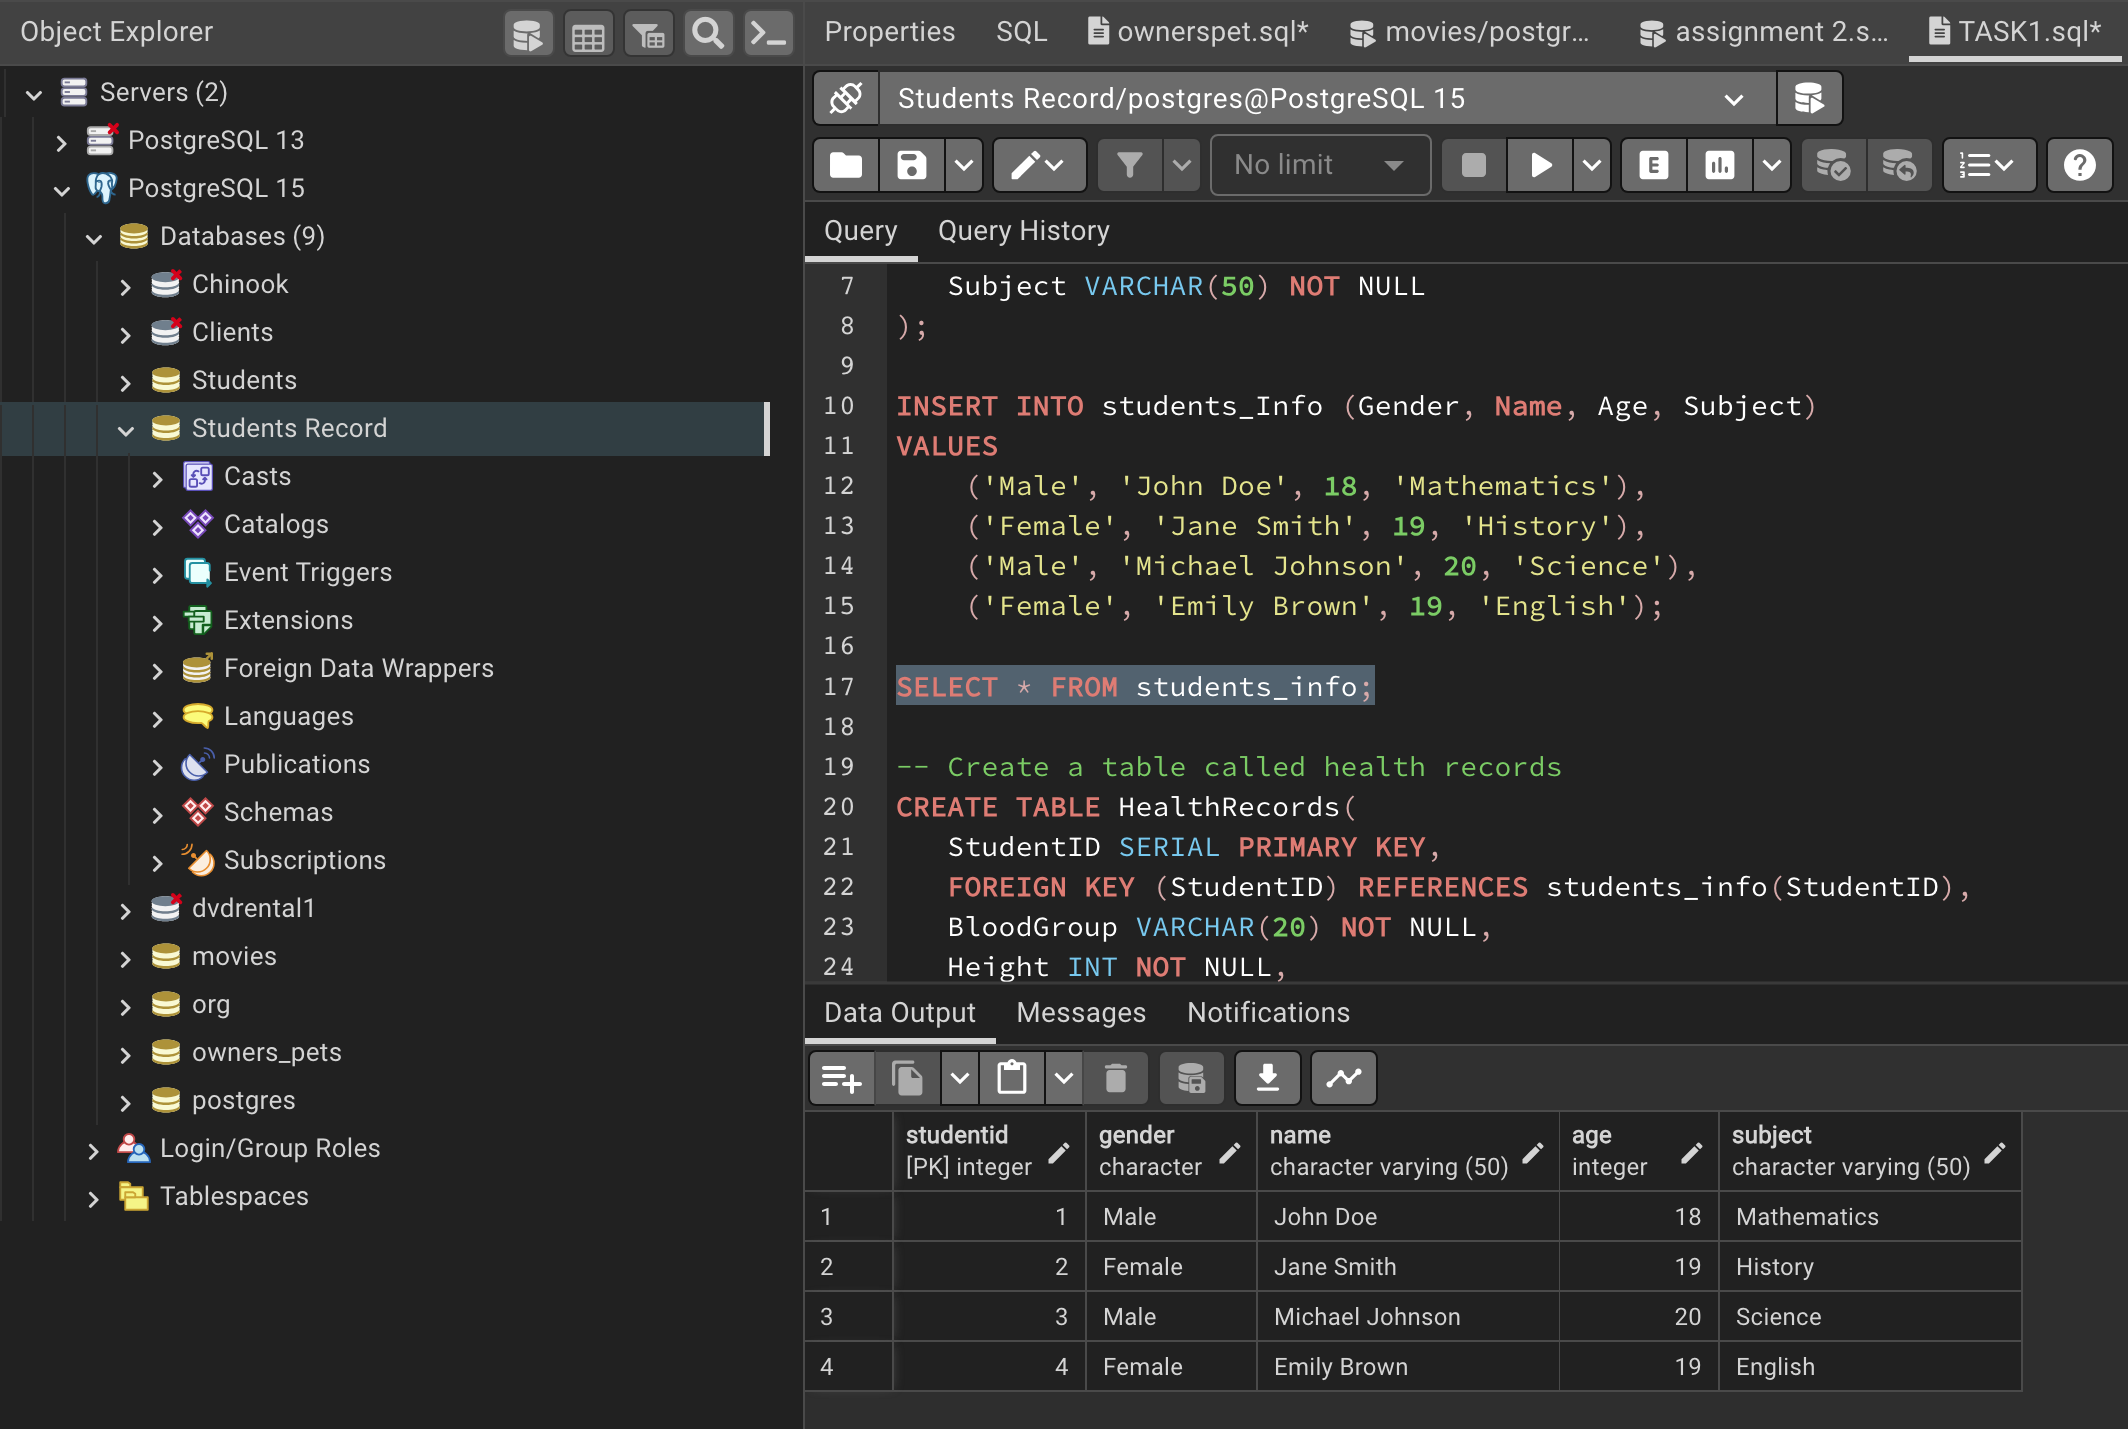 Object Explorer
Servers (2)
PostgreSQL 13
PostgreSQL 15
Databases (9)
Chinook
Clients
Students
Students Record
Casts
Catalogs
Event Triggers
Extensions
Foreign Data Wrappers
Languages
Publications
Schemas
Subscriptions
dvdrental1
movies
org
owners_pets
postgres
Login/Group Roles
Tablespaces
Properties SQL ownerspet.sql* movies/postgr... assignment 2.s... TASK1.sql*
Students Record/postgres@PostgreSQL 15
No limit E
Query Query History
7 Subject VARCHAR(50) NOT NULL
8 );
9
10 INSERT INTO students_Info (Gender, Name, Age, Subject)
11 VALUES
12 ('Male', 'John Doe', 18, 'Mathematics'),
13 ('Female', 'Jane Smith', 19, 'History'),
14 ('Male', 'Michael Johnson', 20, 'Science'),
15 ('Female', 'Emily Brown', 19, 'English');
16
17 SELECT * FROM students_info;
18
19 -- Create a table called health records
20 CREATE TABLE HealthRecords(
21 StudentID SERIAL PRIMARY KEY,
22 FOREIGN KEY (StudentID) REFERENCES students_info(StudentID),
23 BloodGroup VARCHAR(20) NOT NULL,
24 Height INT NOT NULL,
Data Output Messages Notifications
studentid gender name age subject
[PK] integer character character varying (50) integer character varying (50)
1 1 Male John Doe 18 Mathematics
2 2 Female Jane Smith 19 History
3 3 Male Michael Johnson 20 Science
4 4 Female Emily Brown 19 English